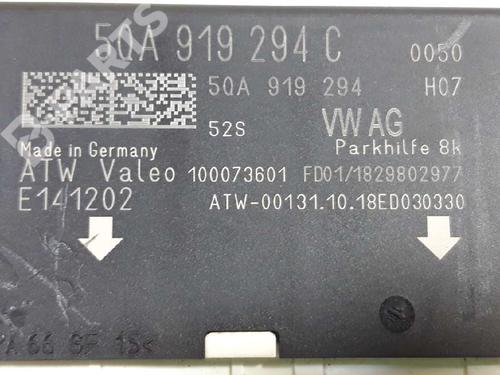 5QA 919 294 C 0050
5QA 919 294 H07
52S VW AG
Made in Germany Parkhilfe 8k
ATW Valeo 100073601 FD01/1829802977
E141202 ATW-00131.10.18ED030330
PARTS